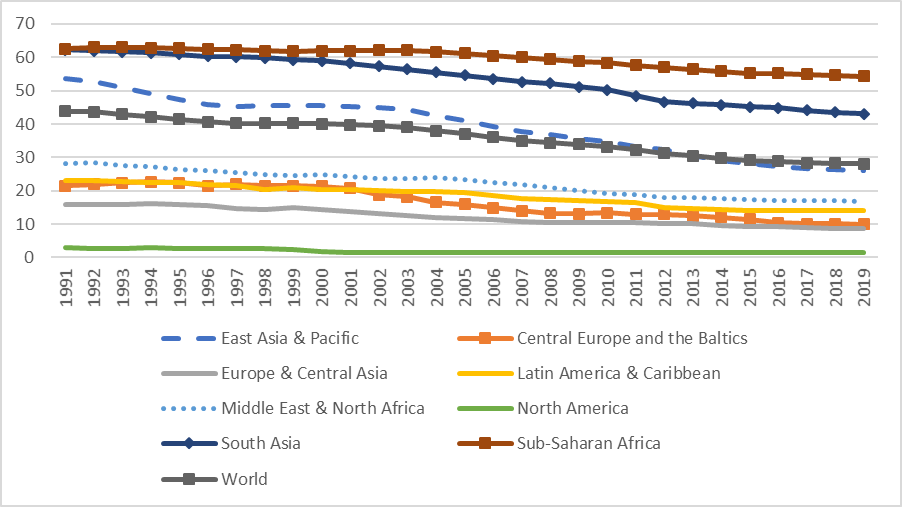 70
60
50
40
30
20
10
0
1991 1992 1993 1994 1995 1996 1997 1998 1999 2000 2001 2002 2003 2004 2005 2006 2007 2008 2009 2010 2011 2012 2013 2014 2015 2016 2017 2018 2019
East Asia & Pacific Central Europe and the Baltics
Europe & Central Asia Latin America & Caribbean
Middle East & North Africa North America
South Asia Sub-Saharan Africa
World